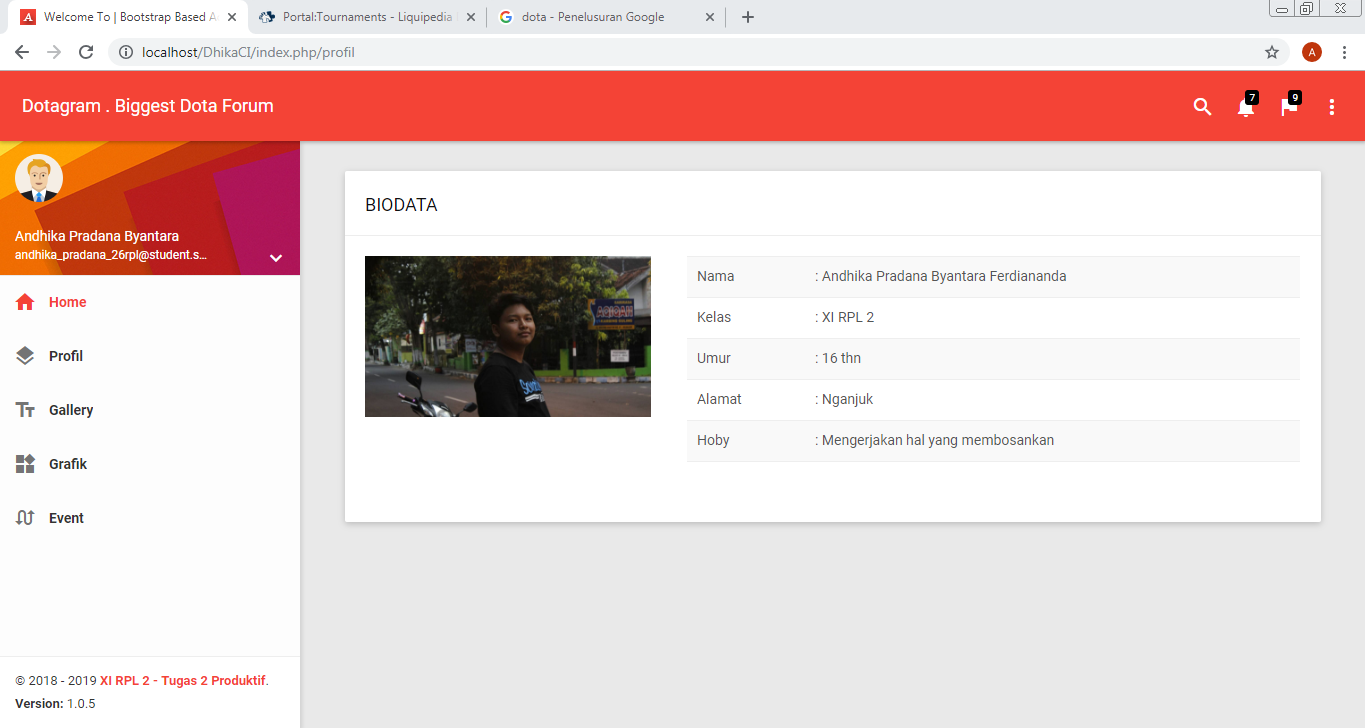 Welcome To | Bootstrap Based A
Portal:Tournaments - Liquipedia
dota - Penelusuran Google
localhost/DhikaCI/index.php/profil
A
Dotagram . Biggest Dota Forum
7
9
Andhika Pradana Byantara
andhika_pradana_26rpl@student.s...
Home
Profil
Gallery
Grafik
Event
© 2018 - 2019 XI RPL 2 - Tugas 2 Produktif.
Version: 1.0.5
BIODATA
Nama : Andhika Pradana Byantara Ferdiananda
Kelas : XI RPL 2
Umur : 16 thn
Alamat : Nganjuk
Hoby : Mengerjakan hal yang membosankan